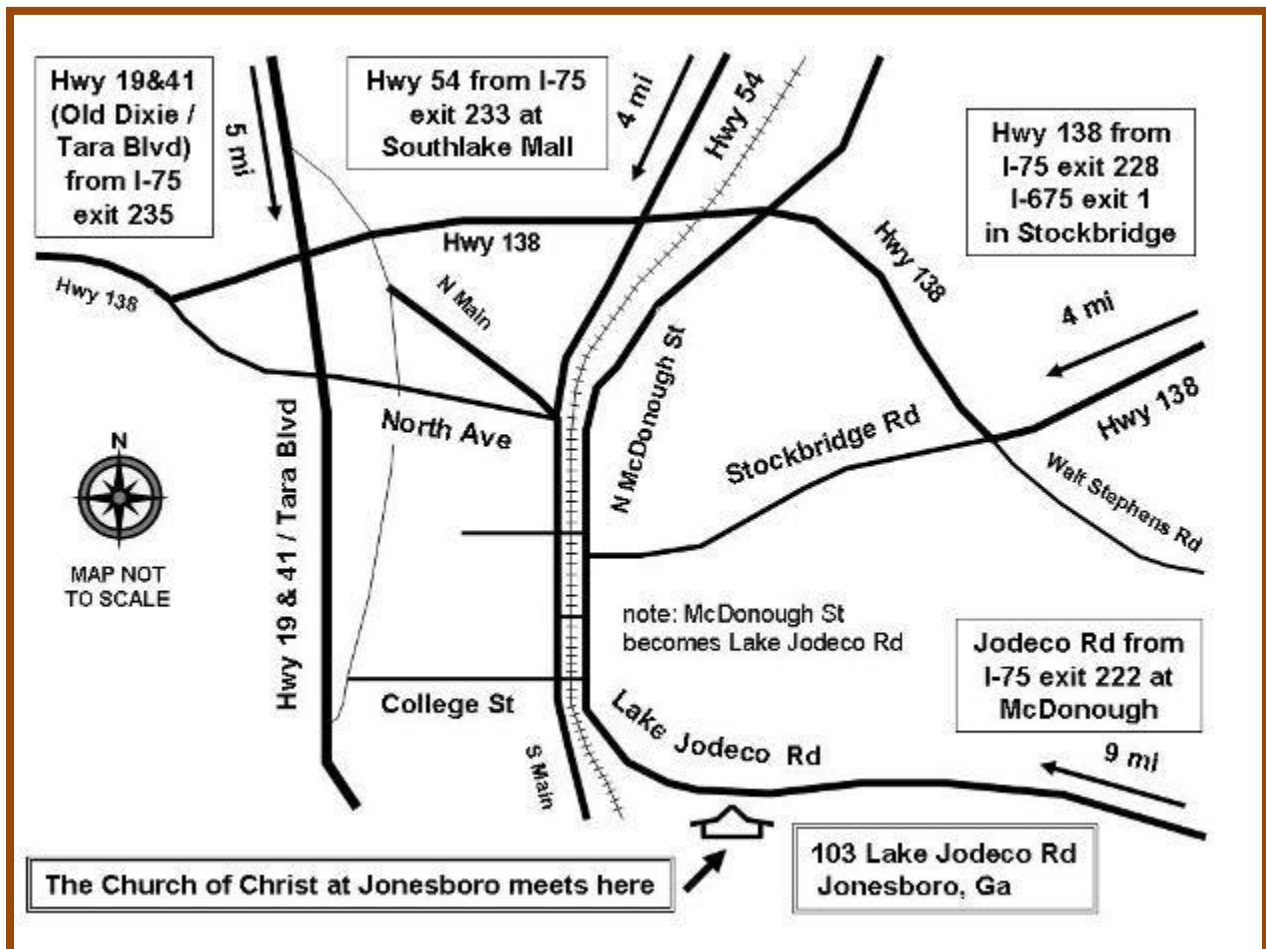 Hwy 19&41
(Old Dixie /
Tara Blvd)
from I-75
exit 235
5 mi
Hwy 54 from I-75
exit 233 at
Southlake Mall
4 mi
Hwy 54
Hwy 138 from
I-75 exit 228
I-675 exit 1
in Stockbridge
Hwy 138
Hwy 138
Hwy 138
N Main
4 mi
Hwy 138
North Ave
N McDonough St
Stockbridge Rd
Walt Stephens Rd
N
MAP NOT
TO SCALE
Hwy 19 & 41 / Tara Blvd
note: McDonough St
becomes Lake Jodeco Rd
Jodeco Rd from
I-75 exit 222 at
McDonough
9 mi
College St
Lake Jodeco Rd
S Main
103 Lake Jodeco Rd
Jonesboro, Ga
The Church of Christ at Jonesboro meets here